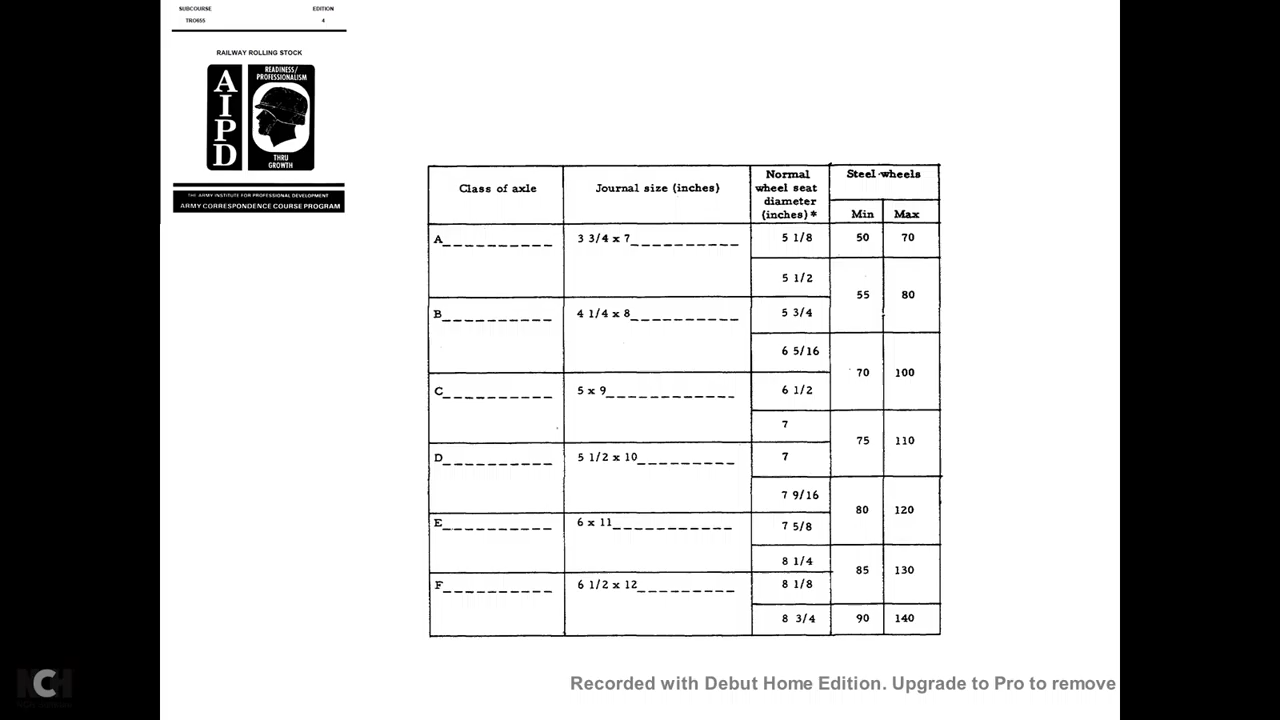 SUBCOURSE EDITION
TRO655 4
RAILWAY ROLLING STOCK
AIPD
READINESS/
PROFESSIONALISM
THRU
GROWTH
THE ARMY INSTITUTE FOR PROFESSIONAL DEVELOPMENT
ARMY CORRESPONDENCE COURSE PROGRAM
Class of axle Journal size (inches) Normal wheel seat diameter (inches)* Steel wheels
Min Max
A 3 3/4 x 7 5 1/8 50 70
5 1/2
55 80
B 4 1/4 x 8 5 3/4
6 5/16
70 100
C 5 x 9 6 1/2
7
75 110
D 5 1/2 x 10 7
7 9/16
80 120
E 6 x 11 7 5/8
8 1/4
85 130
F 6 1/2 x 12 8 1/8
8 3/4 90 140
Recorded with Debut Home Edition. Upgrade to Pro to remove